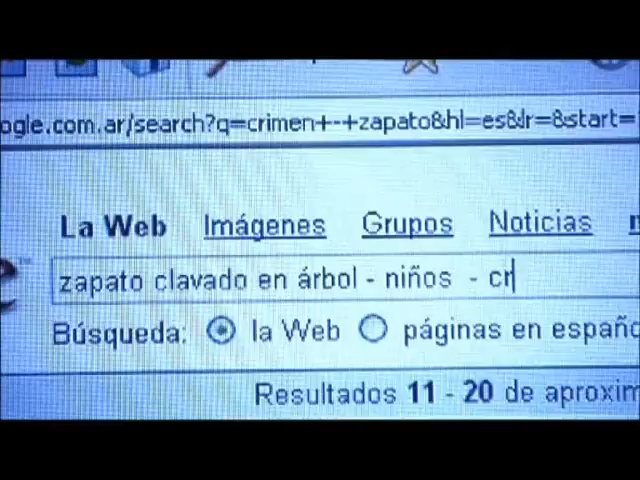 ogle.com.ar/search?q=crimen+-+zapato&hl=es&lr=&start=
La Web Imágenes Grupos Noticias
zapato clavado en árbol - niños - cr
Búsqueda: la Web páginas en españo
Resultados 11 - 20 de aproxim